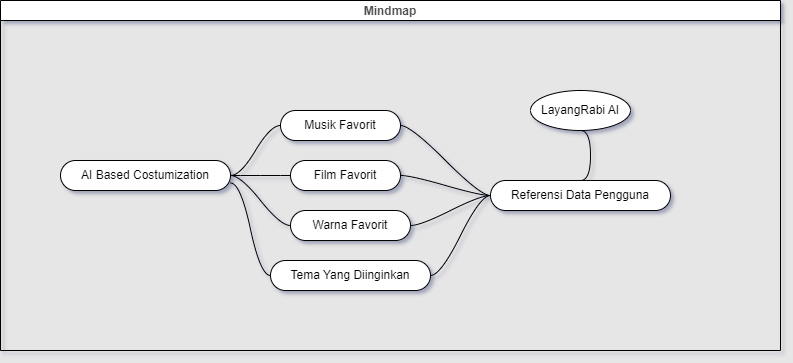 Mindmap
LayangRabi AI
Musik Favorit
AI Based Costumization
Film Favorit
Referensi Data Pengguna
Warna Favorit
Tema Yang Diinginkan